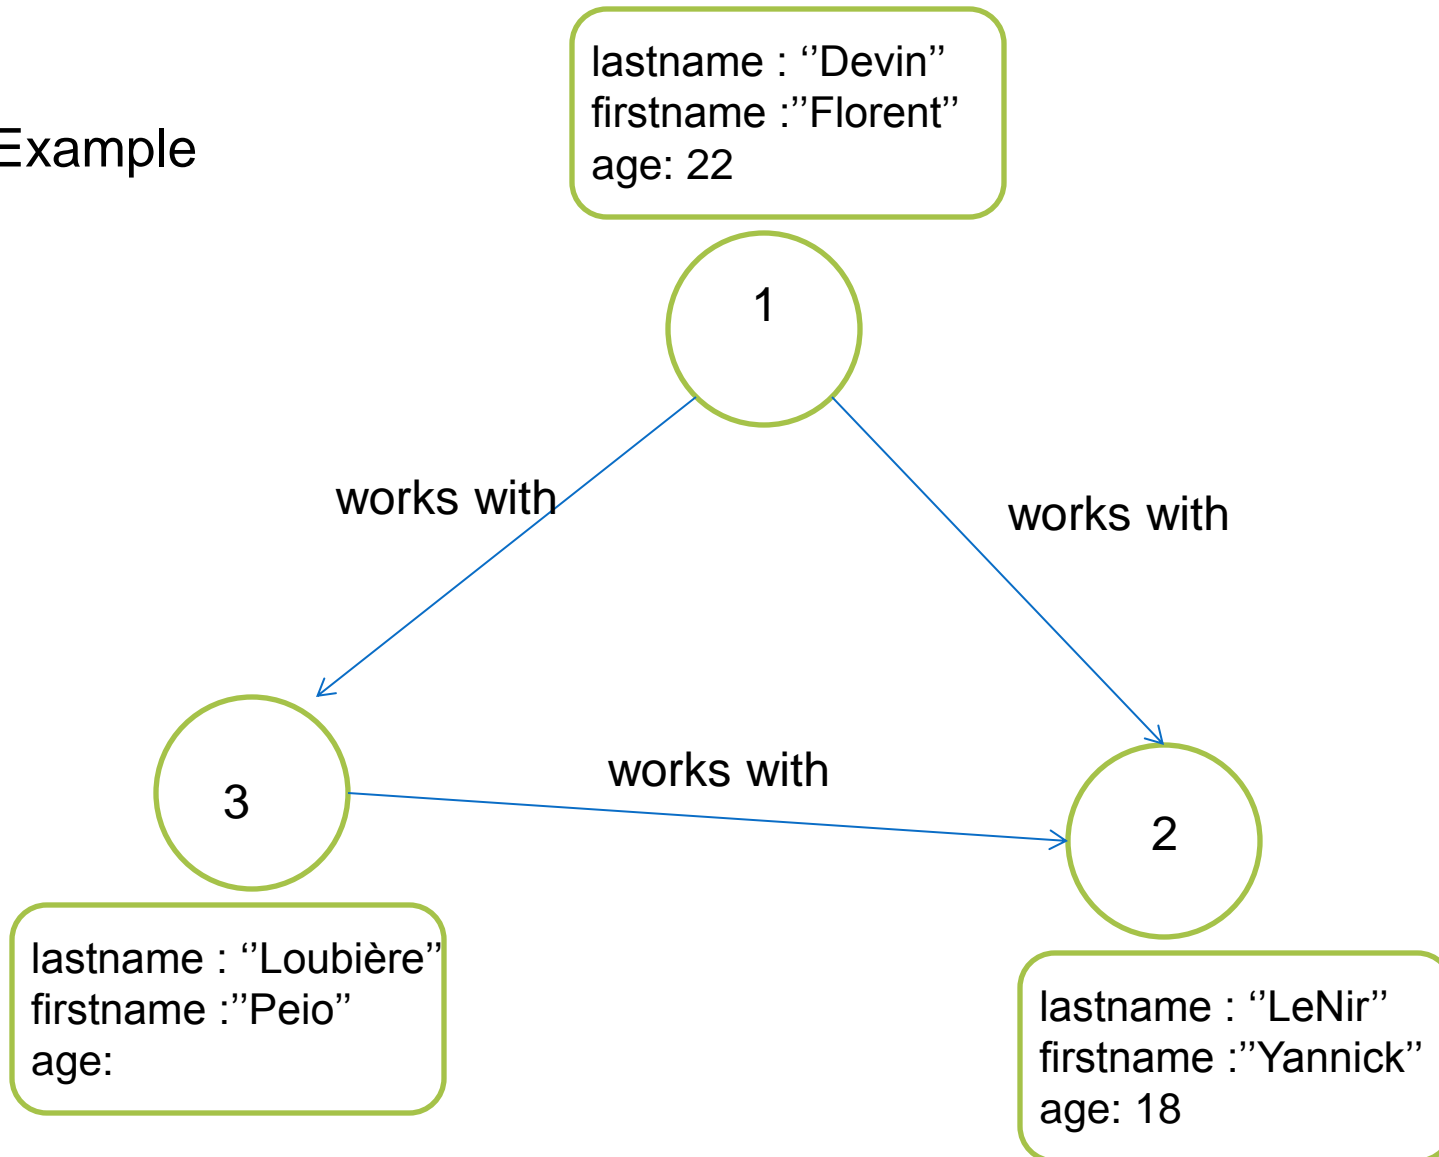 lastname : ‘’Devin’’
firstname :’’Florent’’
age: 22
Example
1
works with
works with
works with
3
2
lastname : ‘’Loubière’’
firstname :’’Peio’’
age:
lastname : ‘’LeNir’’
firstname :’’Yannick’’
age: 18